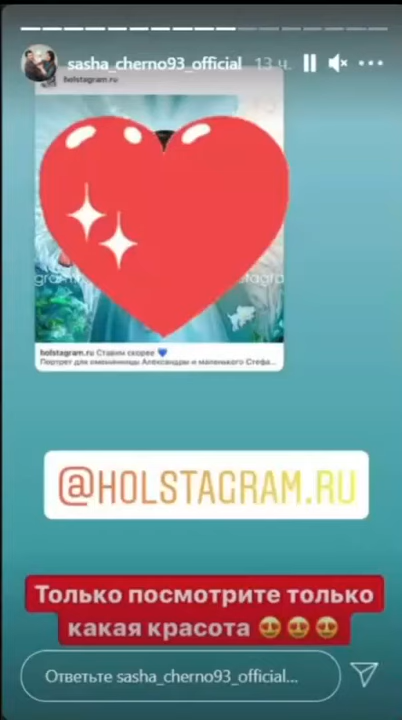 sasha_cherno93_official 13 ч.
holstagram.ru
holstagram.ru Ставим скорее 💙
Портрет для именинницы Александры и маленького Стефа...
@HOLSTAGRAM.RU
Только посмотрите только
какая красота 😍😍😍
Ответьте sasha_cherno93_official...